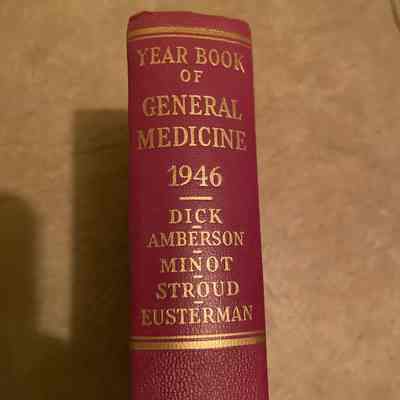 YEAR BOOK
OF
GENERAL
MEDICINE
1946
DICK
AMBERSON
MINOT
STROUD
EUSTERMAN